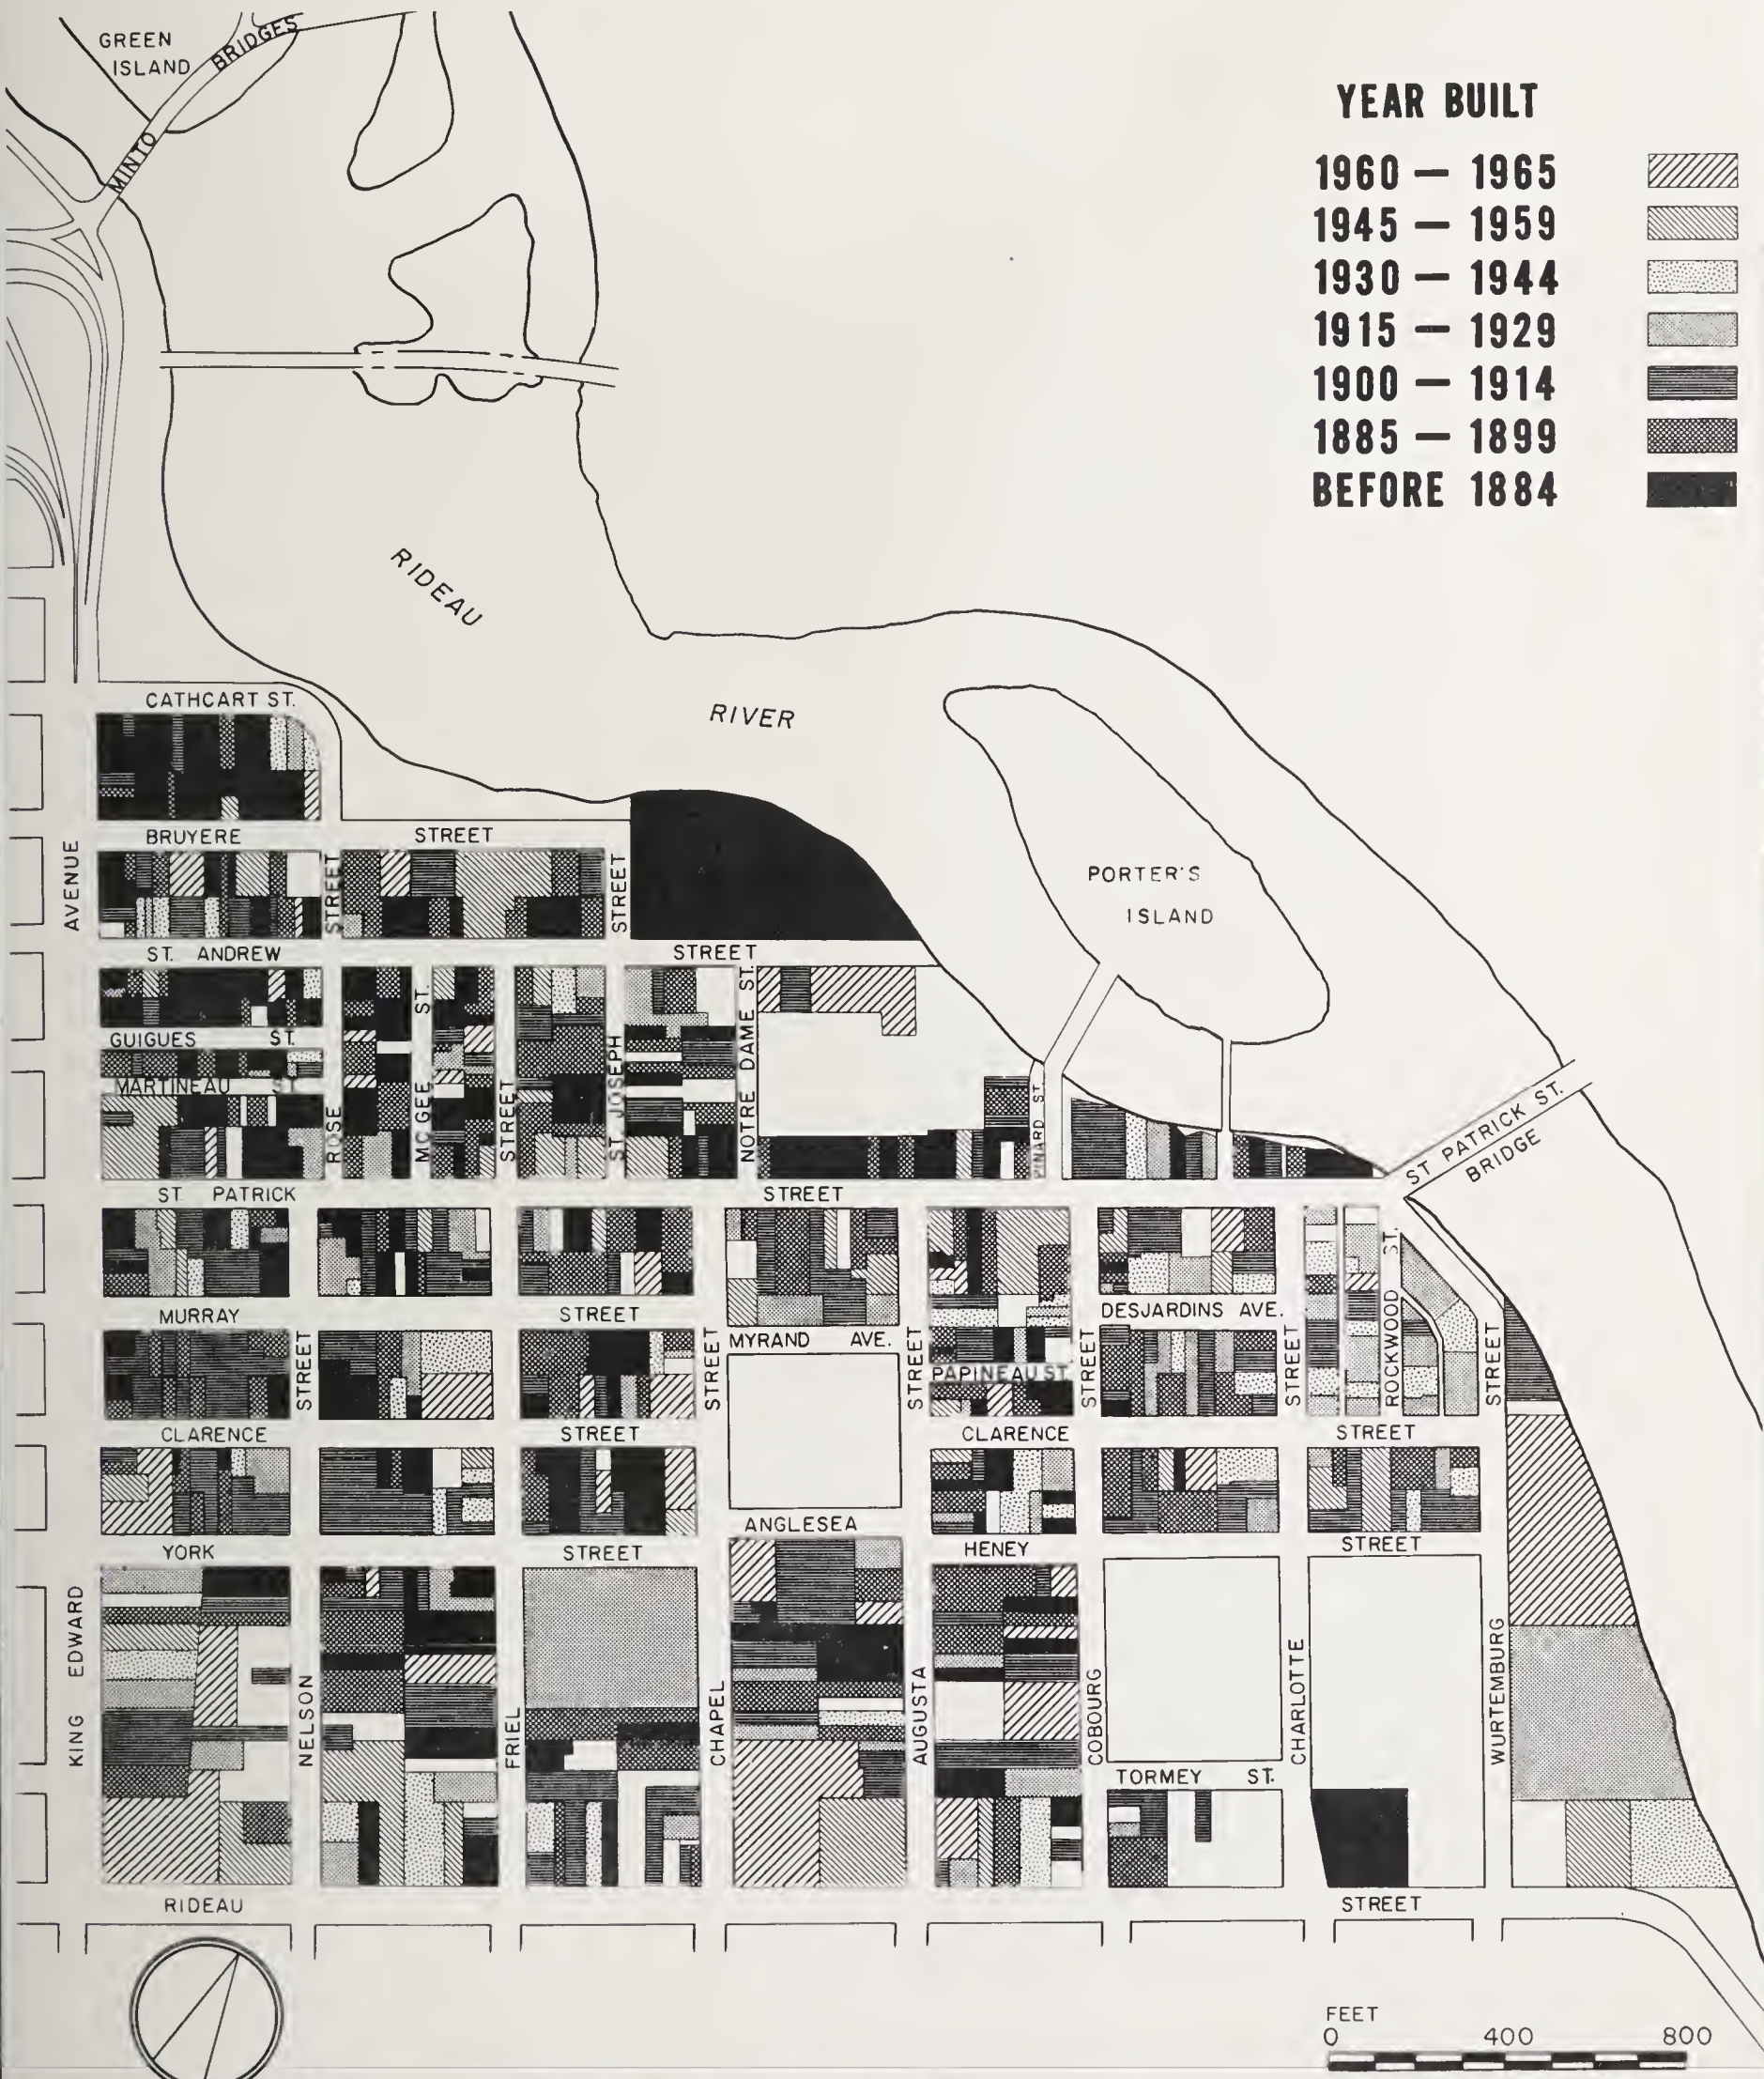 GREEN
ISLAND
MINTO BRIDGES
YEAR BUILT
1960 — 1965
1945 — 1959
1930 — 1944
1915 — 1929
1900 — 1914
1885 — 1899
BEFORE 1884
RIDEAU
RIVER
CATHCART ST.
PORTER'S
ISLAND
BRUYERE STREET
AVENUE
STREET
STREET
ST. ANDREW STREET
GUIGUES ST.
MARTINEAU ST.
ROSE
MC GEE ST.
STREET
ST. JOSEPH
NOTRE DAME ST.
PINARD ST.
ST PATRICK ST.
BRIDGE
ST. PATRICK STREET
ROCKWOOD ST.
MURRAY STREET
MYRAND AVE.
DESJARDINS AVE.
PAPINEAU ST.
STREET
STREET
STREET
STREET
STREET
STREET
CLARENCE STREET CLARENCE STREET
ANGLESEA
YORK STREET HENEY STREET
KING EDWARD
NELSON
FRIEL
CHAPEL
AUGUSTA
COBOURG
CHARLOTTE
WURTEMBURG
TORMEY ST.
RIDEAU STREET
FEET
0 400 800